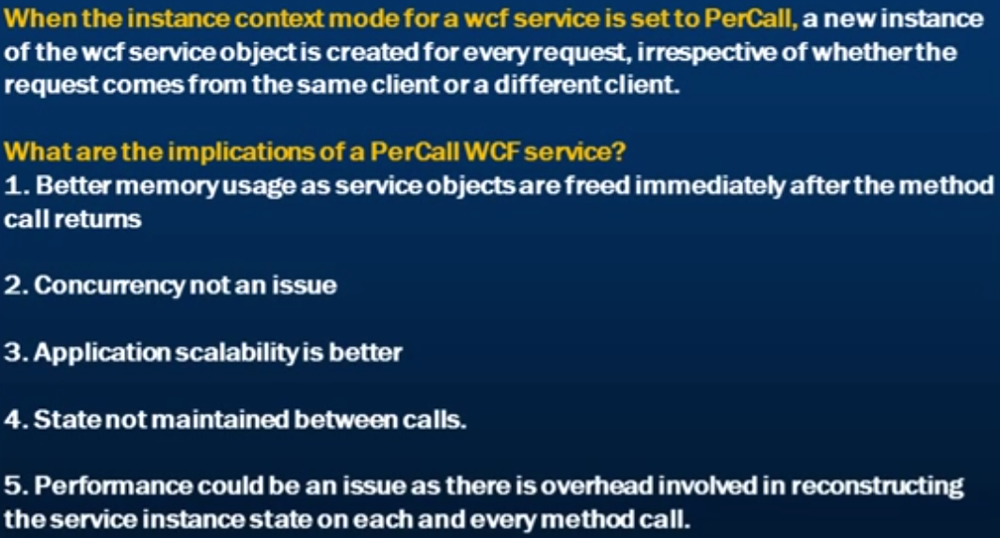 When the instance context mode for a wcf service is set to PerCall, a new instance
of the wcf service object is created for every request, irrespective of whether the
request comes from the same client or a different client.
What are the implications of a PerCall WCF service?
1. Better memory usage as service objects are freed immediately after the method
call returns
2. Concurrency not an issue
3. Application scalability is better
4. State not maintained between calls.
5. Performance could be an issue as there is overhead involved in reconstructing
the service instance state on each and every method call.